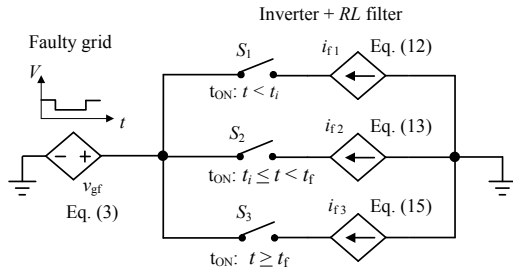 Inverter + RL filter
Faulty grid
V
t
S1
i_f1
Eq. (12)
t_ON: t < t_i
S2
i_f2
Eq. (13)
t_ON: t_i ≤ t < t_f
− +
v_gf
Eq. (3)
S3
i_f3
Eq. (15)
t_ON: t ≥ t_f